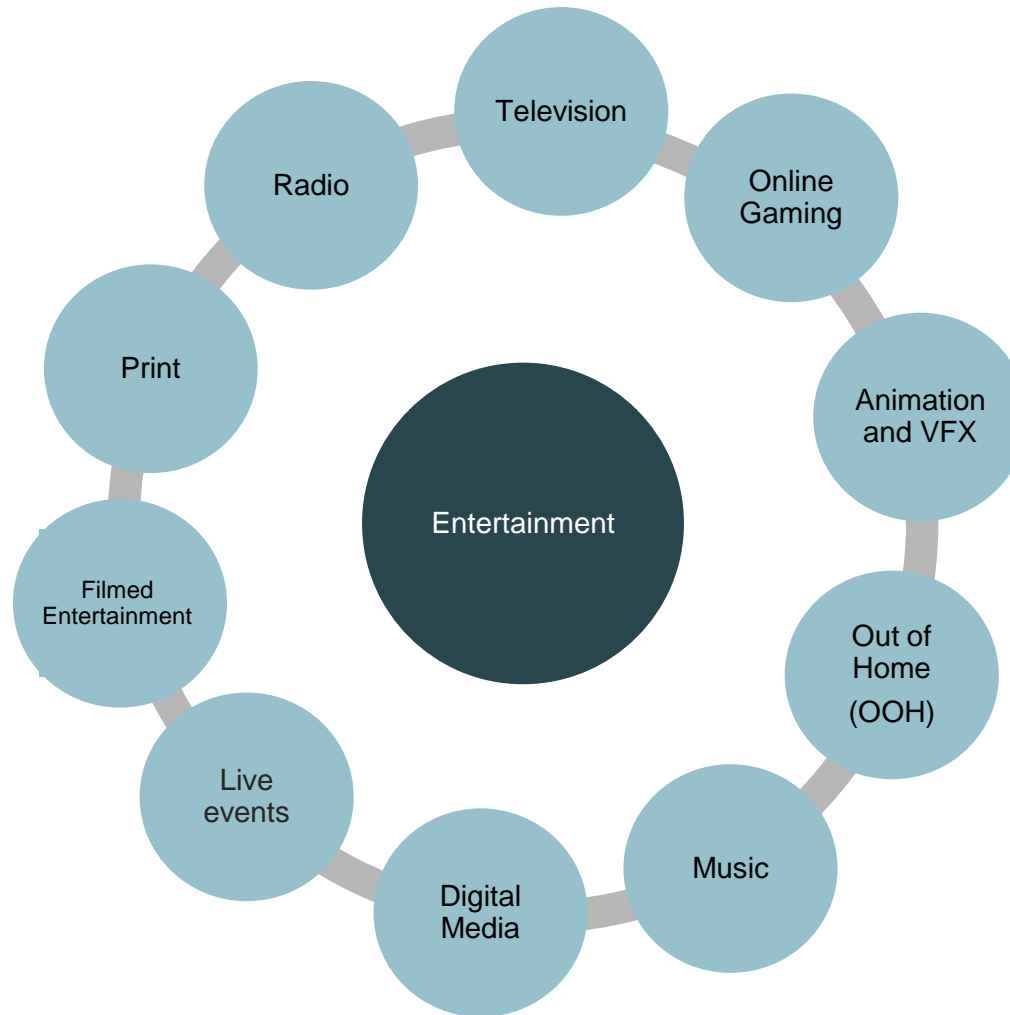 Television
Online
Gaming
Radio
Print
Animation
and VFX
Entertainment
Filmed
Entertainment
Out of
Home
(OOH)
Live
events
Music
Digital
Media